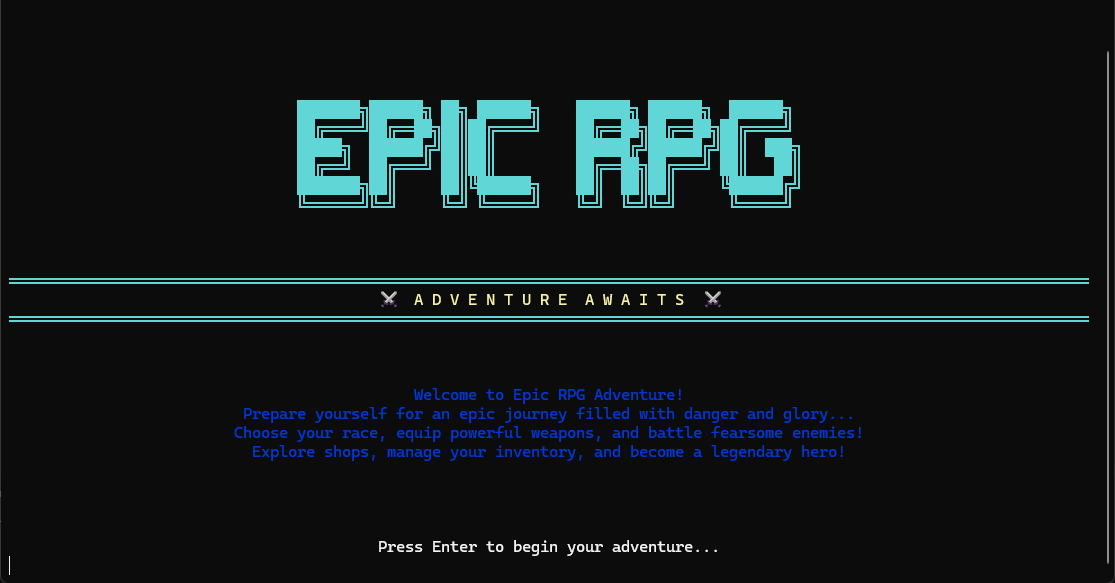 EPIC RPG
⚔ ADVENTURE AWAITS ⚔
Welcome to Epic RPG Adventure!
Prepare yourself for an epic journey filled with danger and glory...
Choose your race, equip powerful weapons, and battle fearsome enemies!
Explore shops, manage your inventory, and become a legendary hero!
Press Enter to begin your adventure...